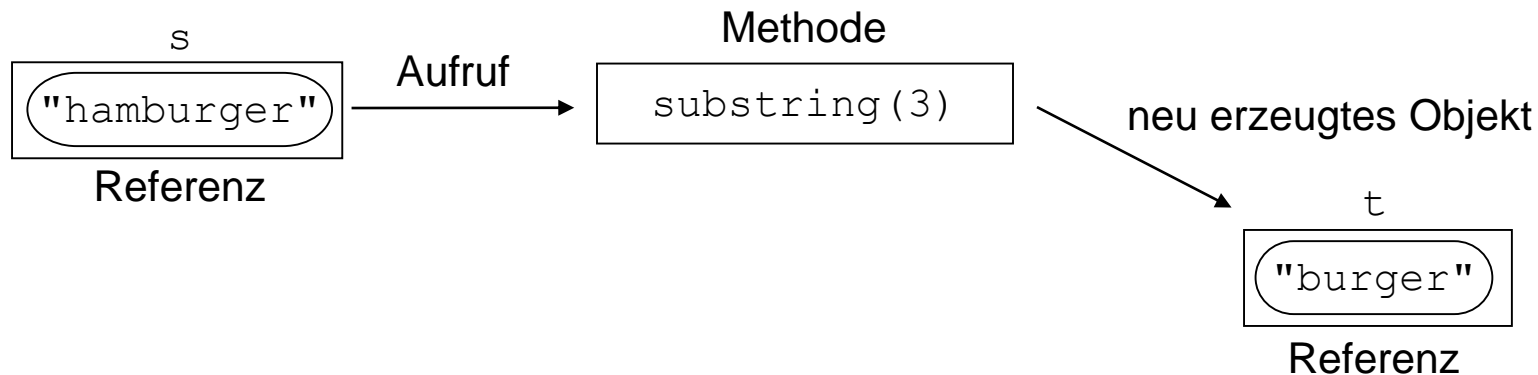 s
"hamburger"
Referenz
Aufruf
Methode
substring(3)
neu erzeugtes Objekt
t
"burger"
Referenz